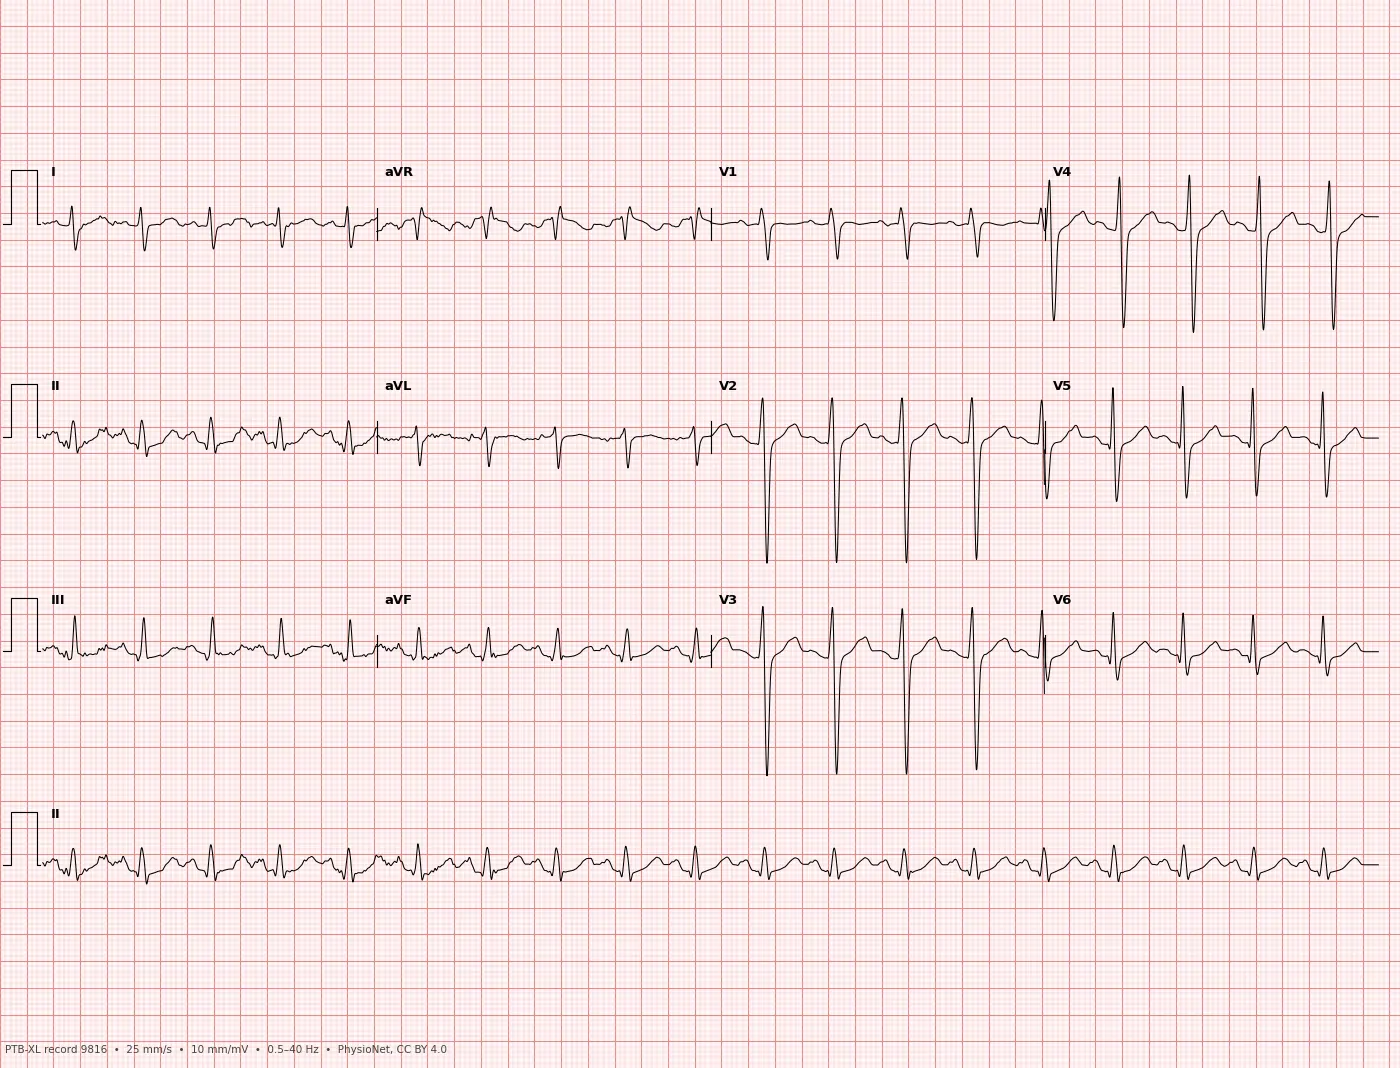 I aVR V1 V4
II aVL V2 V5
III aVF V3 V6
II
PTB-XL record 9816 • 25 mm/s • 10 mm/mV • 0.5–40 Hz • PhysioNet, CC BY 4.0